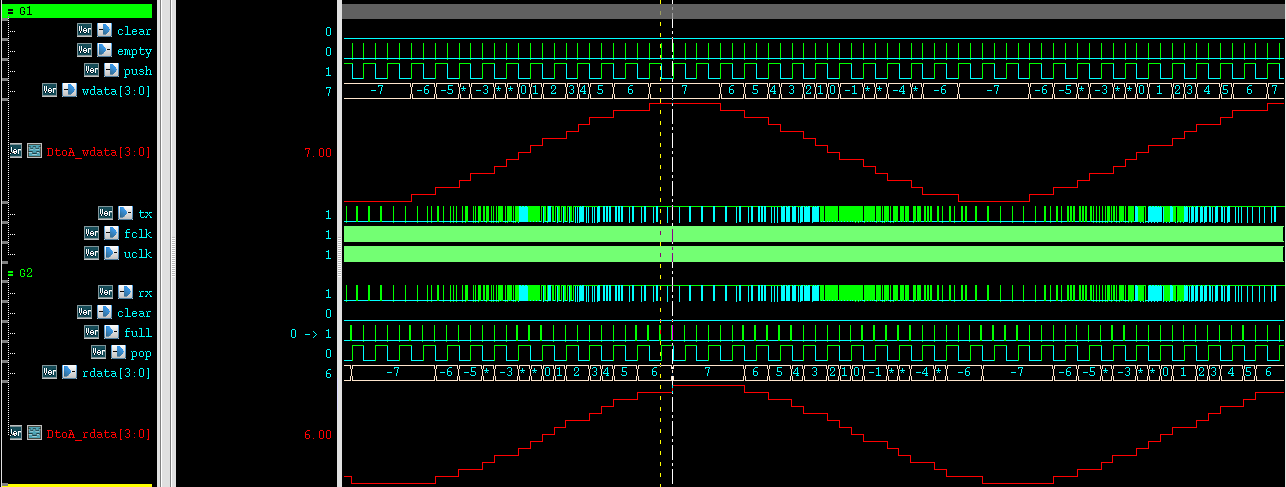 G1
Ver clear 0
Ver empty 0
Ver push 1
Ver wdata[3:0] 7 -7 -6 -5 * -3 * * 0 1 2 3 4 5 6 7 6 5 4 3 2 1 0 -1 * * -4 * -6 -7 -6 -5 * -3 * * 0 1 2 3 4 5 6 7
Ver DtoA_wdata[3:0] 7.00
Ver tx 1
Ver fclk 1
Ver uclk 1
G2
Ver rx 1
Ver clear 0
Ver full 0 -> 1
Ver pop 0
Ver rdata[3:0] 6 -7 -6 -5 * -3 * * 0 1 2 3 4 5 6 7 6 5 4 3 2 1 0 -1 * * -4 * -6 -7 -6 -5 * -3 * * 0 1 2 3 4 5 6
Ver DtoA_rdata[3:0] 6.00